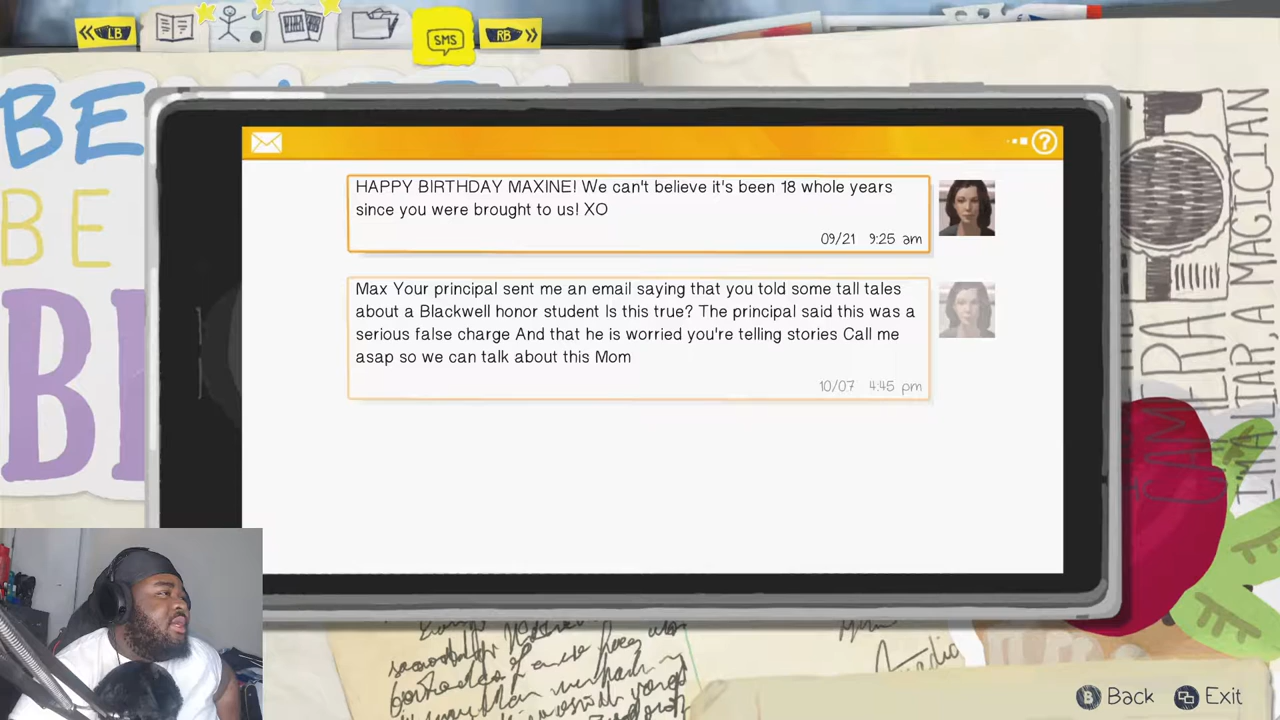 LB
SMS
RB
BE
BE
HAPPY BIRTHDAY MAXINE! We can't believe it's been 18 whole years
since you were brought to us! XO
09/21 9:25 am
Max Your principal sent me an email saying that you told some tall tales
about a Blackwell honor student Is this true? The principal said this was a
serious false charge And that he is worried you're telling stories Call me
asap so we can talk about this Mom
10/07 4:45 pm
?
A MAGICIAN
B Back
Exit